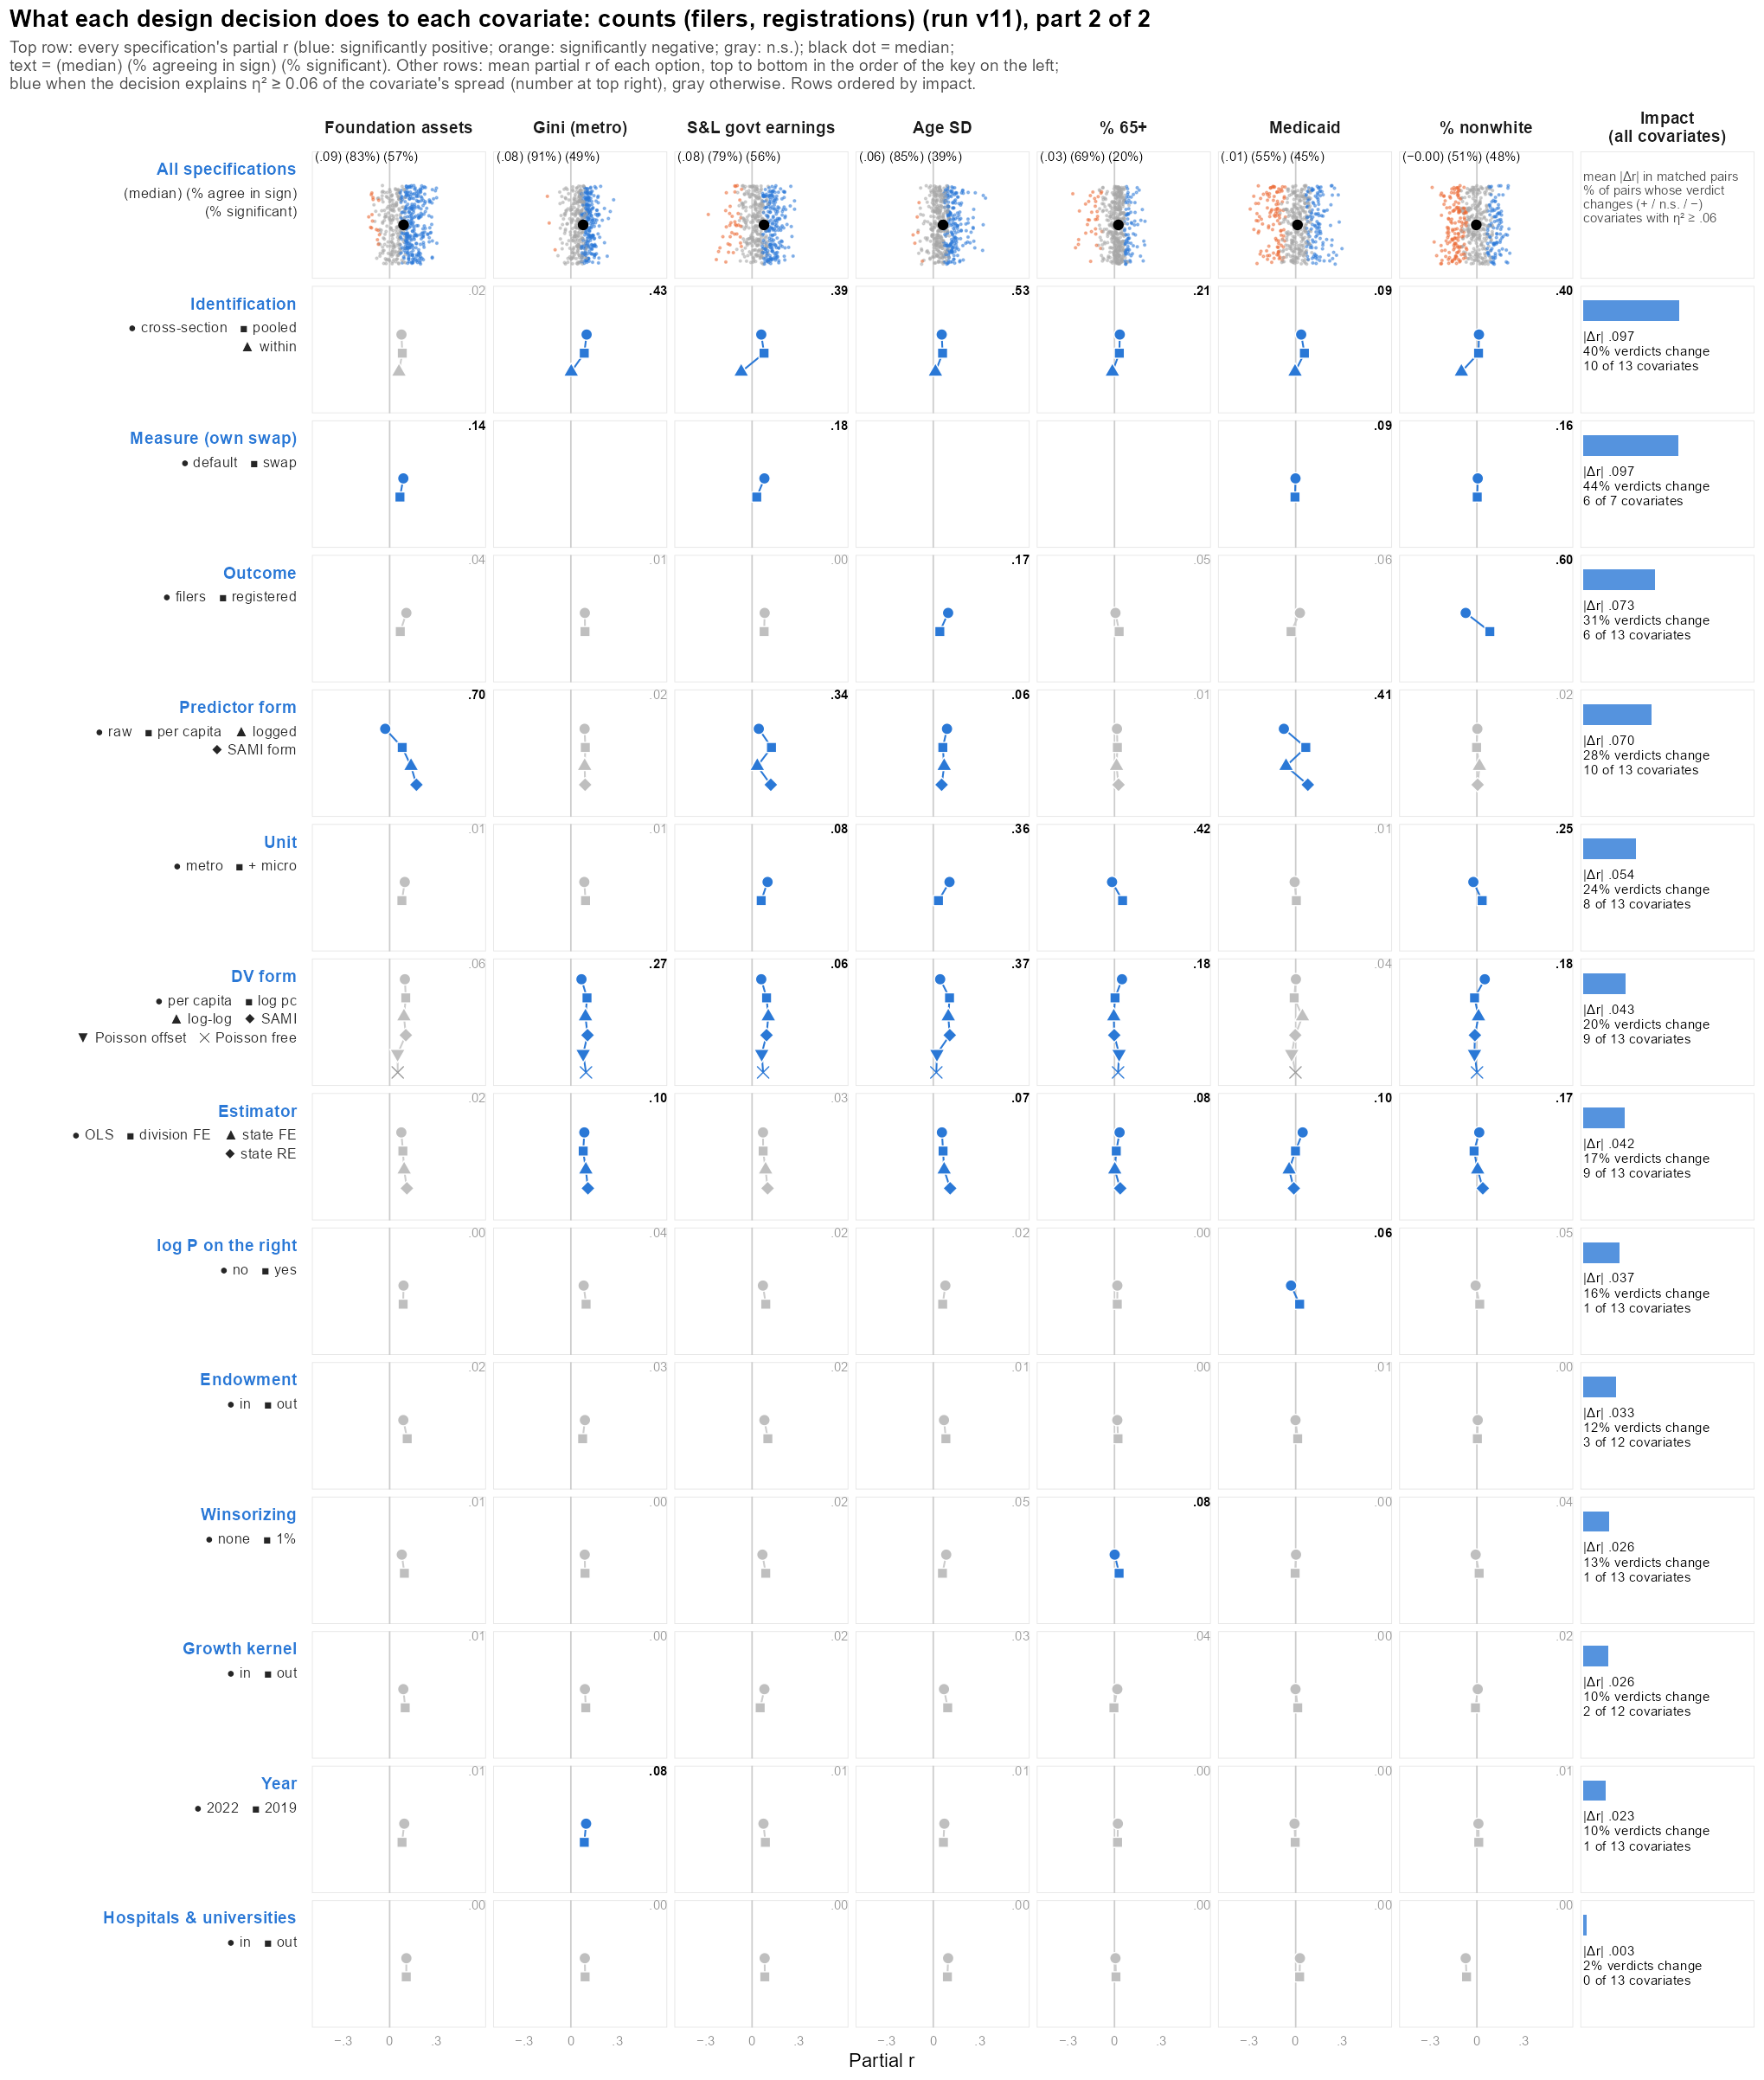 What each design decision does to each covariate: counts (filers, registrations) (run v11), part 2 of 2
Top row: every specification's partial r (blue: significantly positive; orange: significantly negative; gray: n.s.); black dot = median;
text = (median) (% agreeing in sign) (% significant). Other rows: mean partial r of each option, top to bottom in the order of the key on the left;
blue when the decision explains η² ≥ 0.06 of the covariate's spread (number at top right), gray otherwise. Rows ordered by impact.
Foundation assets Gini (metro) S&L govt earnings Age SD % 65+ Medicaid % nonwhite Impact
(all covariates)
All specifications
(median) (% agree in sign)
(% significant)
(.09) (83%) (57%) (.08) (91%) (49%) (.08) (79%) (56%) (.06) (85%) (39%) (.03) (69%) (20%) (.01) (55%) (45%) (−0.00) (51%) (48%)
mean |Δr| in matched pairs
% of pairs whose verdict
changes (+ / n.s. / −)
covariates with η² ≥ .06
Identification
● cross-section ■ pooled
▲ within
.02 .43 .39 .53 .21 .09 .40
|Δr| .097
40% verdicts change
10 of 13 covariates
Measure (own swap)
● default ■ swap
.14 .18 .09 .16
|Δr| .097
44% verdicts change
6 of 7 covariates
Outcome
● filers ■ registered
.04 .01 .00 .17 .05 .06 .60
|Δr| .073
31% verdicts change
6 of 13 covariates
Predictor form
● raw ■ per capita ▲ logged
◆ SAMI form
.70 .02 .34 .06 .01 .41 .02
|Δr| .070
28% verdicts change
10 of 13 covariates
Unit
● metro ■ + micro
.01 .01 .08 .36 .42 .01 .25
|Δr| .054
24% verdicts change
8 of 13 covariates
DV form
● per capita ■ log pc
▲ log-log ◆ SAMI
▼ Poisson offset × Poisson free
.06 .27 .06 .37 .18 .04 .18
|Δr| .043
20% verdicts change
9 of 13 covariates
Estimator
● OLS ■ division FE ▲ state FE
◆ state RE
.02 .10 .03 .07 .08 .10 .17
|Δr| .042
17% verdicts change
9 of 13 covariates
log P on the right
● no ■ yes
.00 .04 .02 .02 .00 .06 .05
|Δr| .037
16% verdicts change
1 of 13 covariates
Endowment
● in ■ out
.02 .03 .02 .01 .00 .01 .00
|Δr| .033
12% verdicts change
3 of 12 covariates
Winsorizing
● none ■ 1%
.01 .00 .02 .05 .08 .00 .04
|Δr| .026
13% verdicts change
1 of 13 covariates
Growth kernel
● in ■ out
.01 .00 .02 .03 .04 .00 .02
|Δr| .026
10% verdicts change
2 of 12 covariates
Year
● 2022 ■ 2019
.01 .08 .01 .01 .00 .00 .01
|Δr| .023
10% verdicts change
1 of 13 covariates
Hospitals & universities
● in ■ out
.00 .00 .00 .00 .00 .00 .00
|Δr| .003
2% verdicts change
0 of 13 covariates
−.3 0 .3 −.3 0 .3 −.3 0 .3 −.3 0 .3 −.3 0 .3 −.3 0 .3 −.3 0 .3
Partial r